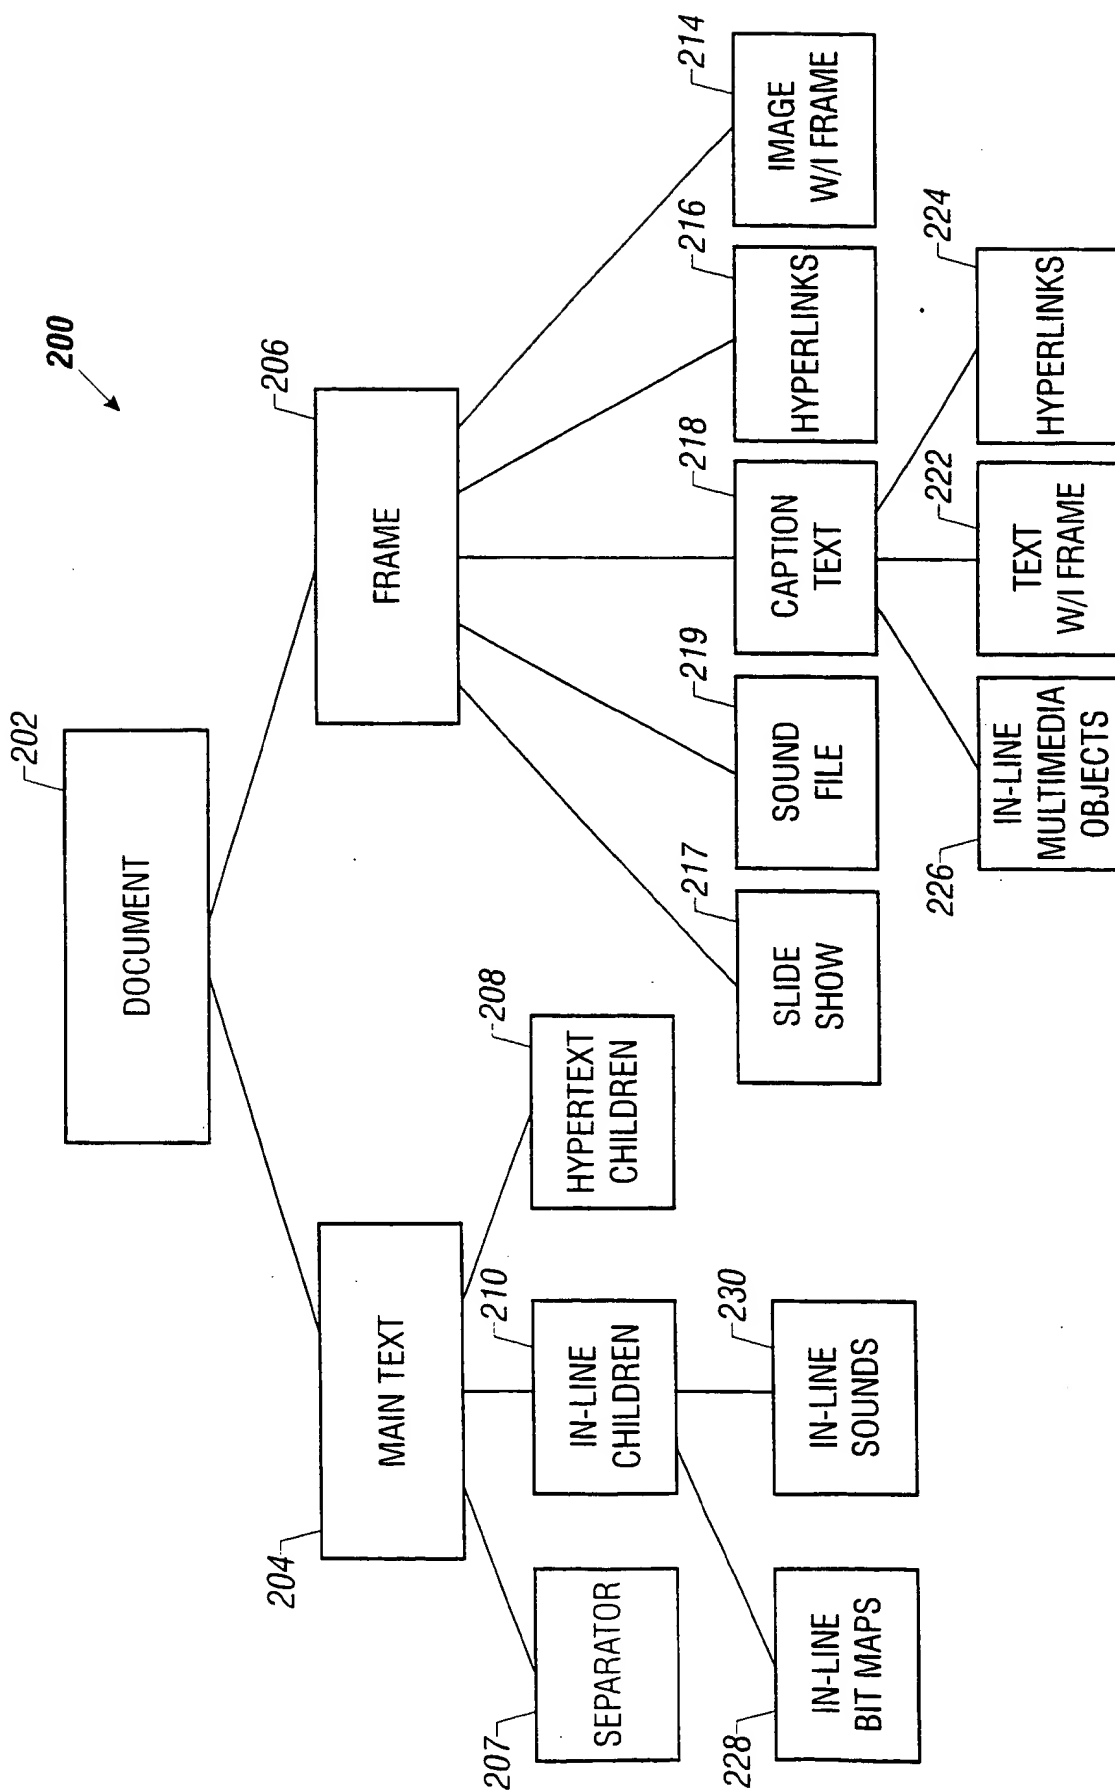 200
202
DOCUMENT
204
MAIN TEXT
206
FRAME
207
SEPARATOR
210
IN-LINE
CHILDREN
208
HYPERTEXT
CHILDREN
228
IN-LINE
BIT MAPS
230
IN-LINE
SOUNDS
217
SLIDE
SHOW
219
SOUND
FILE
218
CAPTION
TEXT
216
HYPERLINKS
214
IMAGE
W/I FRAME
226
IN-LINE
MULTIMEDIA
OBJECTS
222
TEXT
W/I FRAME
224
HYPERLINKS